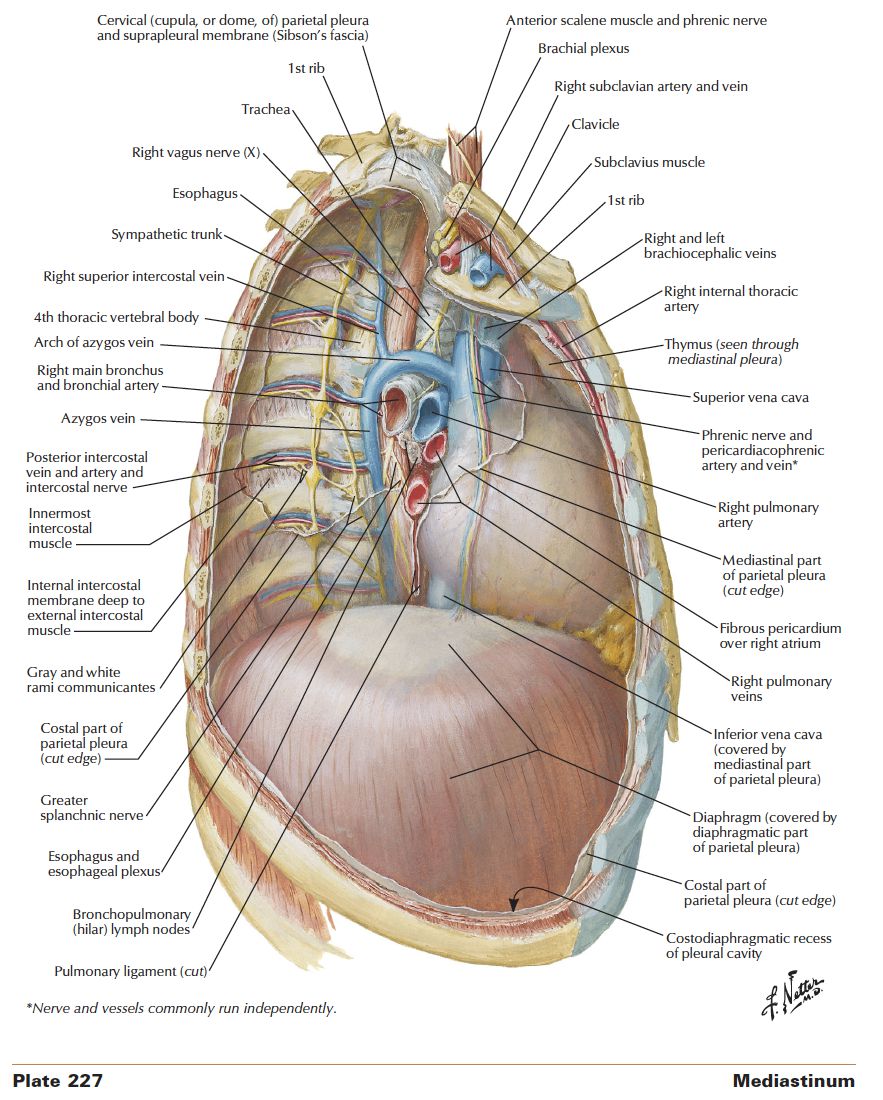 Cervical (cupula, or dome, of) parietal pleura
and suprapleural membrane (Sibson's fascia)
1st rib
Trachea
Right vagus nerve (X)
Esophagus
Sympathetic trunk
Right superior intercostal vein
4th thoracic vertebral body
Arch of azygos vein
Right main bronchus
and bronchial artery
Azygos vein
Posterior intercostal
vein and artery and
intercostal nerve
Innermost
intercostal
muscle
Internal intercostal
membrane deep to
external intercostal
muscle
Gray and white
rami communicantes
Costal part of
parietal pleura
(cut edge)
Greater
splanchnic nerve
Esophagus and
esophageal plexus
Bronchopulmonary
(hilar) lymph nodes
Pulmonary ligament (cut)
Anterior scalene muscle and phrenic nerve
Brachial plexus
Right subclavian artery and vein
Clavicle
Subclavius muscle
1st rib
Right and left
brachiocephalic veins
Right internal thoracic
artery
Thymus (seen through
mediastinal pleura)
Superior vena cava
Phrenic nerve and
pericardiacophrenic
artery and vein*
Right pulmonary
artery
Mediastinal part
of parietal pleura
(cut edge)
Fibrous pericardium
over right atrium
Right pulmonary
veins
Inferior vena cava
(covered by
mediastinal part
of parietal pleura)
Diaphragm (covered by
diaphragmatic part
of parietal pleura)
Costal part of
parietal pleura (cut edge)
Costodiaphragmatic recess
of pleural cavity
*Nerve and vessels commonly run independently.
F. Netter
M.D.
Plate 227
Mediastinum